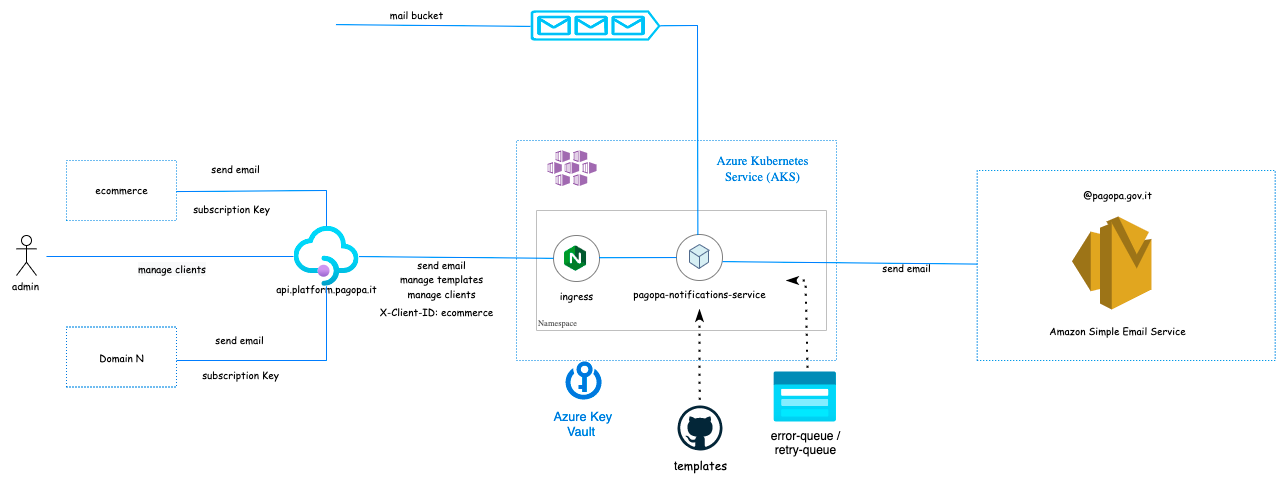 mail bucket
Azure Kubernetes
Service (AKS)
send email
ecommerce
subscription Key
@pagopa.gov.it
admin
manage clients
api.platform.pagopa.it
send email
manage templates
manage clients
X-Client-ID: ecommerce
N
ingress
pagopa-notifications-service
Namespace
send email
Amazon Simple Email Service
send email
Domain N
subscription Key
Azure Key
Vault
templates
error-queue /
retry-queue